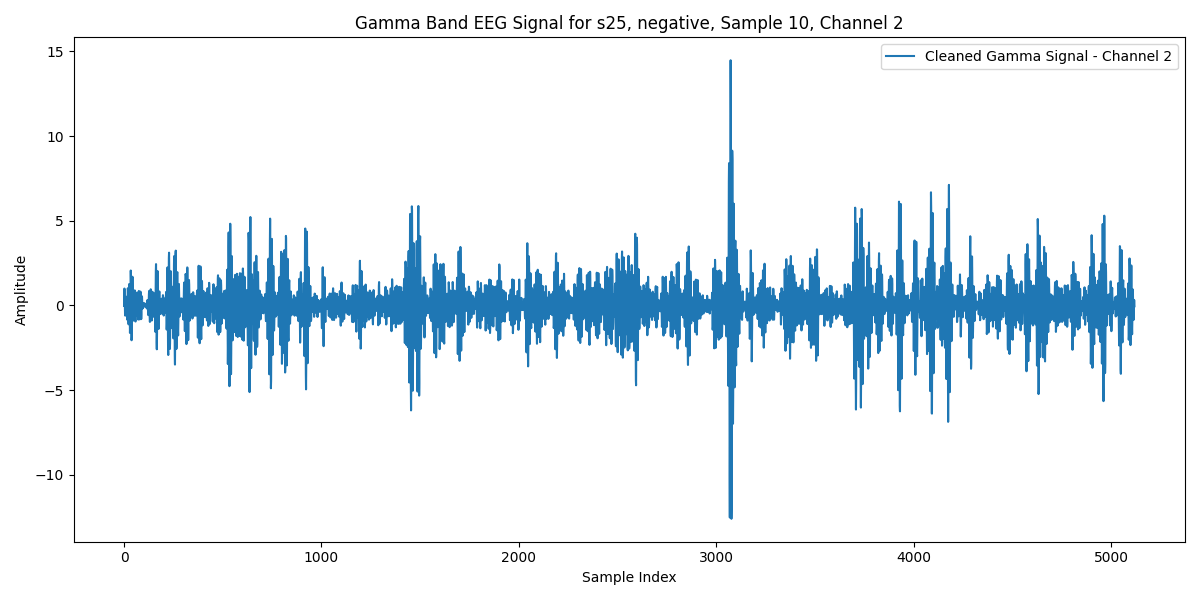 Gamma Band EEG Signal for s25, negative, Sample 10, Channel 2
Cleaned Gamma Signal - Channel 2
Amplitude
15
10
5
0
−5
−10
0 1000 2000 3000 4000 5000
Sample Index